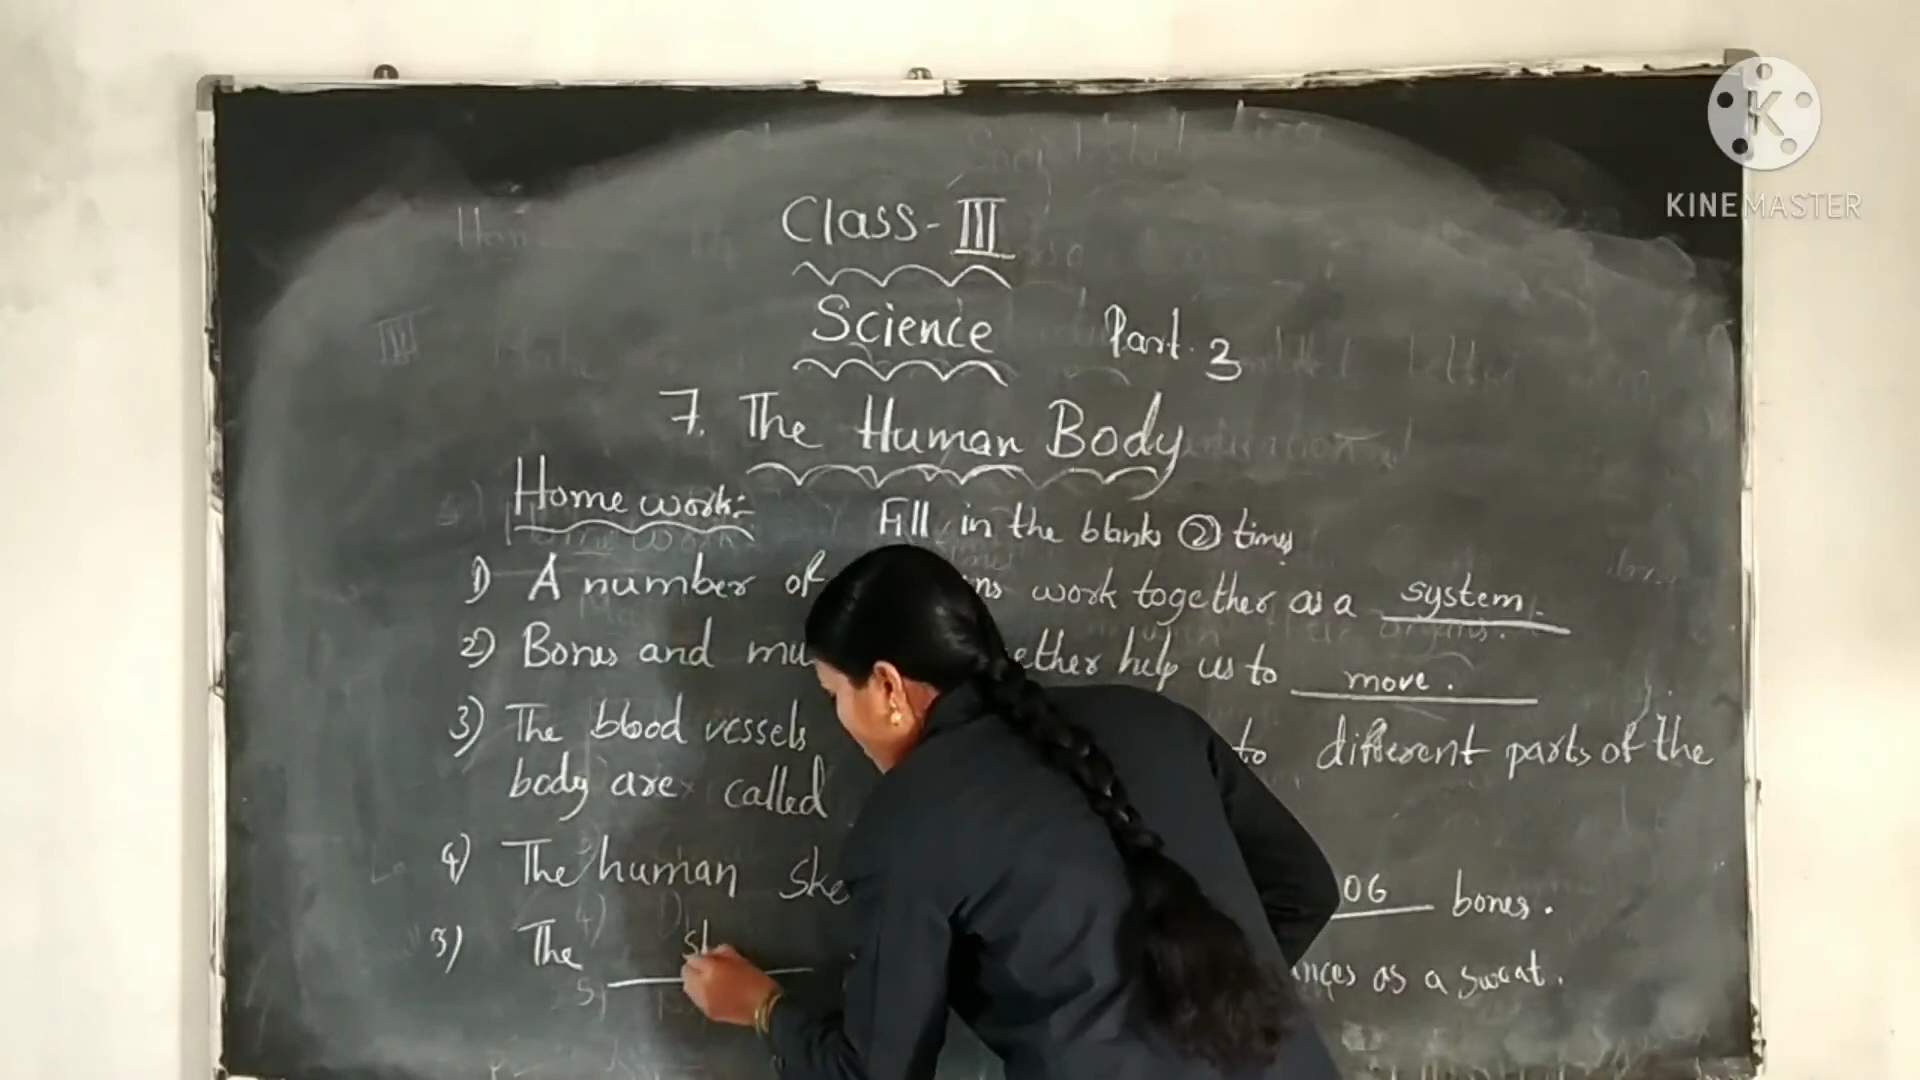 K
KINEMASTER
Class - III
Science Part. 3
7. The Human Body
Home work:- Fill in the blanks ② times
1) A number of ns work together as a system.
2) Bones and mu ether help us to move.
3) The blood vessels to different parts of the
body are called
4) The human ske 06 bones.
5) The sk ances as a sweat.